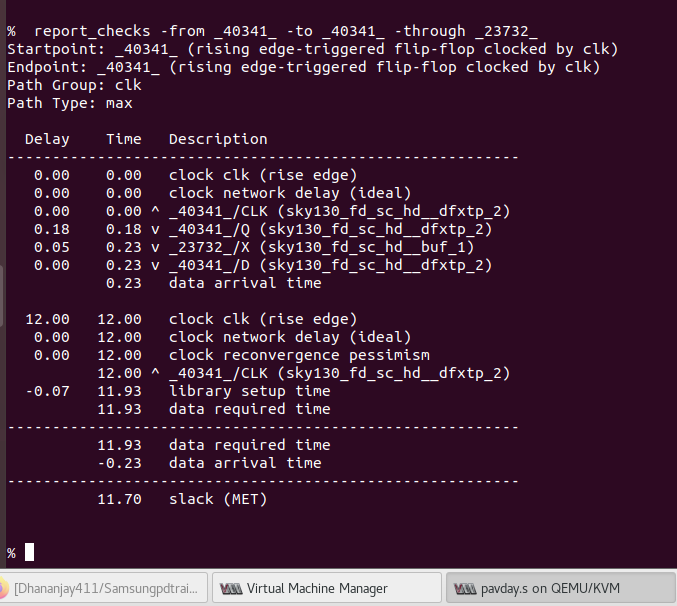 %  report_checks -from _40341_ -to _40341_ -through _23732_
Startpoint: _40341_ (rising edge-triggered flip-flop clocked by clk)
Endpoint: _40341_ (rising edge-triggered flip-flop clocked by clk)
Path Group: clk
Path Type: max
  Delay    Time   Description
---------------------------------------------------------
   0.00    0.00   clock clk (rise edge)
   0.00    0.00   clock network delay (ideal)
   0.00    0.00 ^ _40341_/CLK (sky130_fd_sc_hd__dfxtp_2)
   0.18    0.18 v _40341_/Q (sky130_fd_sc_hd__dfxtp_2)
   0.05    0.23 v _23732_/X (sky130_fd_sc_hd__buf_1)
   0.00    0.23 v _40341_/D (sky130_fd_sc_hd__dfxtp_2)
           0.23   data arrival time
  12.00   12.00   clock clk (rise edge)
   0.00   12.00   clock network delay (ideal)
   0.00   12.00   clock reconvergence pessimism
          12.00 ^ _40341_/CLK (sky130_fd_sc_hd__dfxtp_2)
  -0.07   11.93   library setup time
          11.93   data required time
---------------------------------------------------------
          11.93   data required time
          -0.23   data arrival time
---------------------------------------------------------
          11.70   slack (MET)
%
[Dhananjay411/Samsungpdtrai... Virtual Machine Manager pavday.s on QEMU/KVM